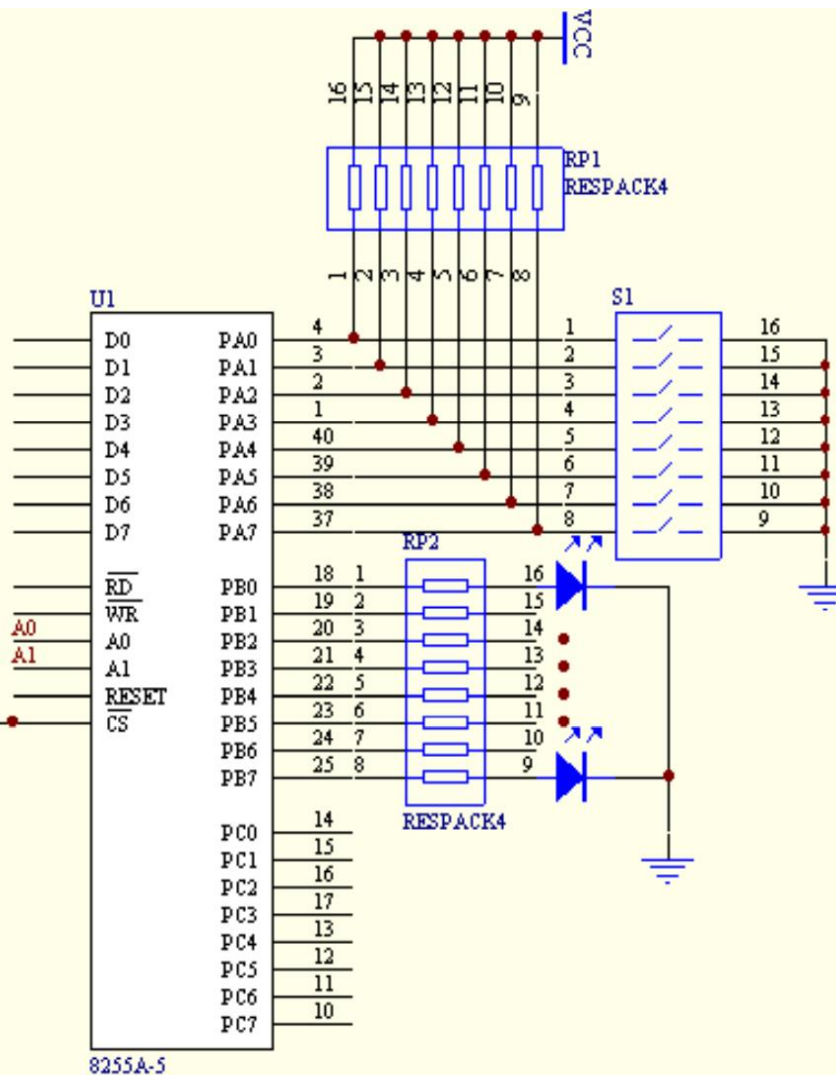 VCC
16 15 14 13 12 11 10 9
RP1
RESPACK4
1 2 3 4 5 6 7 8
U1
S1
D0 PA0 4 1 16
D1 PA1 3 2 15
D2 PA2 2 3 14
D3 PA3 1 4 13
D4 PA4 40 5 12
D5 PA5 39 6 11
D6 PA6 38 7 10
D7 PA7 37 8 9
RP2
RD PB0 18 1 16
WR PB1 19 2 15
A0 A0 PB2 20 3 14
A1 A1 PB3 21 4 13
RESET PB4 22 5 12
CS PB5 23 6 11
PB6 24 7 10
PB7 25 8 9
RESPACK4
PC0 14
PC1 15
PC2 16
PC3 17
PC4 13
PC5 12
PC6 11
PC7 10
8255A-5